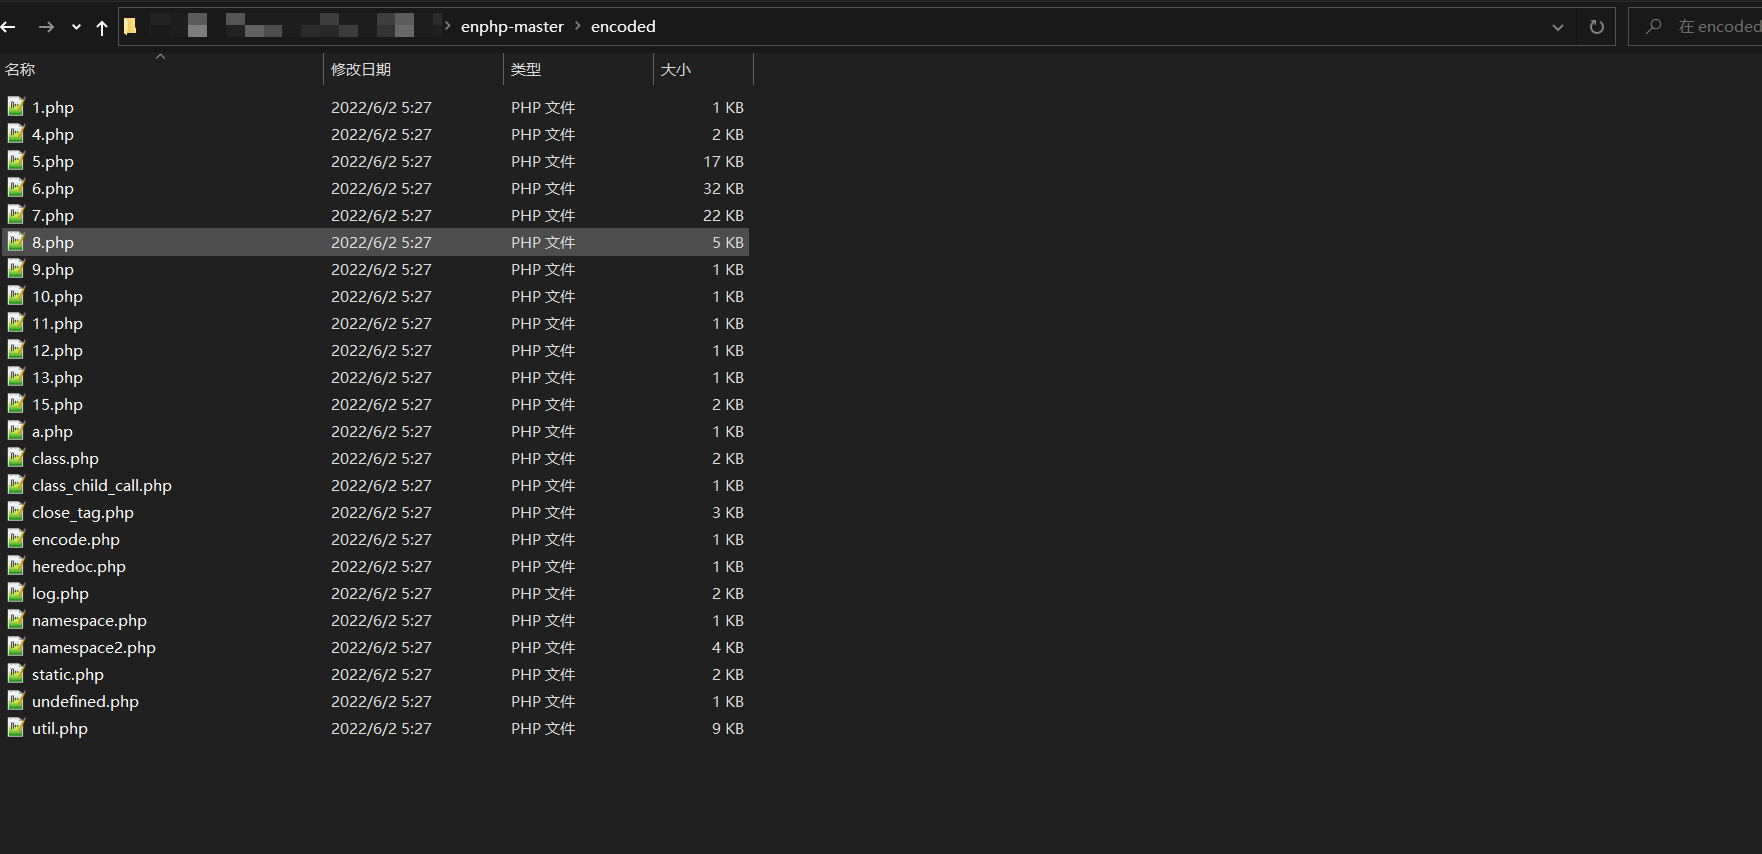 enphp-master encoded 在 encoded
名称 修改日期 类型 大小
1.php 2022/6/2 5:27 PHP 文件 1 KB
4.php 2022/6/2 5:27 PHP 文件 2 KB
5.php 2022/6/2 5:27 PHP 文件 17 KB
6.php 2022/6/2 5:27 PHP 文件 32 KB
7.php 2022/6/2 5:27 PHP 文件 22 KB
8.php 2022/6/2 5:27 PHP 文件 5 KB
9.php 2022/6/2 5:27 PHP 文件 1 KB
10.php 2022/6/2 5:27 PHP 文件 1 KB
11.php 2022/6/2 5:27 PHP 文件 1 KB
12.php 2022/6/2 5:27 PHP 文件 1 KB
13.php 2022/6/2 5:27 PHP 文件 1 KB
15.php 2022/6/2 5:27 PHP 文件 2 KB
a.php 2022/6/2 5:27 PHP 文件 1 KB
class.php 2022/6/2 5:27 PHP 文件 2 KB
class_child_call.php 2022/6/2 5:27 PHP 文件 1 KB
close_tag.php 2022/6/2 5:27 PHP 文件 3 KB
encode.php 2022/6/2 5:27 PHP 文件 1 KB
heredoc.php 2022/6/2 5:27 PHP 文件 1 KB
log.php 2022/6/2 5:27 PHP 文件 2 KB
namespace.php 2022/6/2 5:27 PHP 文件 1 KB
namespace2.php 2022/6/2 5:27 PHP 文件 4 KB
static.php 2022/6/2 5:27 PHP 文件 2 KB
undefined.php 2022/6/2 5:27 PHP 文件 1 KB
util.php 2022/6/2 5:27 PHP 文件 9 KB